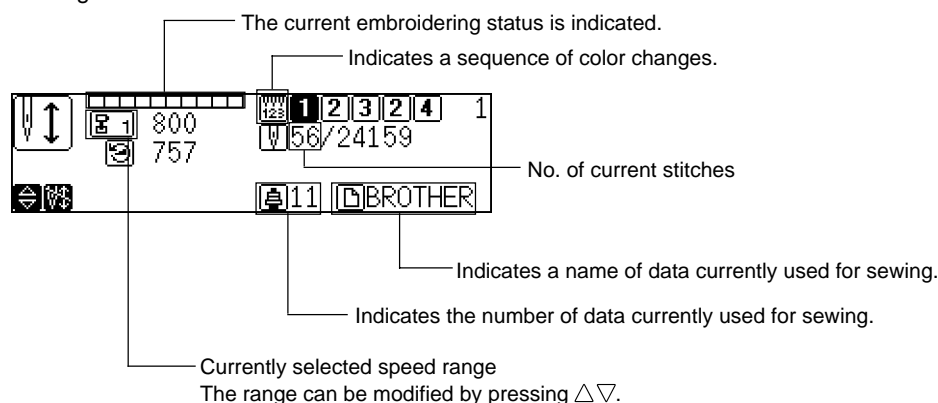 The current embroidering status is indicated.
Indicates a sequence of color changes.
123 1 2 3 2 4 1
1 800
56/24159
757
No. of current stitches
11 BROTHER
Indicates a name of data currently used for sewing.
Indicates the number of data currently used for sewing.
Currently selected speed range
The range can be modified by pressing △▽.